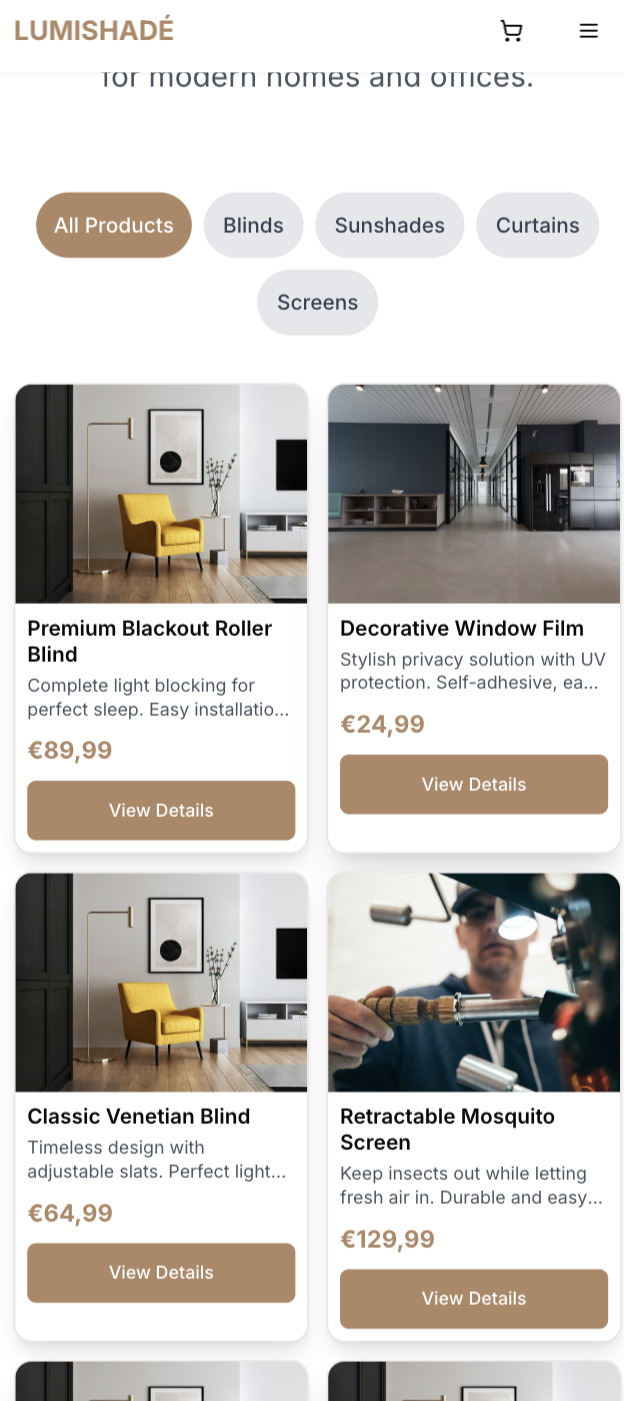 LUMISHADÉ
for modern homes and offices.
All Products
Blinds
Sunshades
Curtains
Screens
Premium Blackout Roller
Blind
Complete light blocking for
perfect sleep. Easy installatio...
€89,99
View Details
Decorative Window Film
Stylish privacy solution with UV
protection. Self-adhesive, ea...
€24,99
View Details
Classic Venetian Blind
Timeless design with
adjustable slats. Perfect light...
€64,99
View Details
Retractable Mosquito
Screen
Keep insects out while letting
fresh air in. Durable and easy...
€129,99
View Details